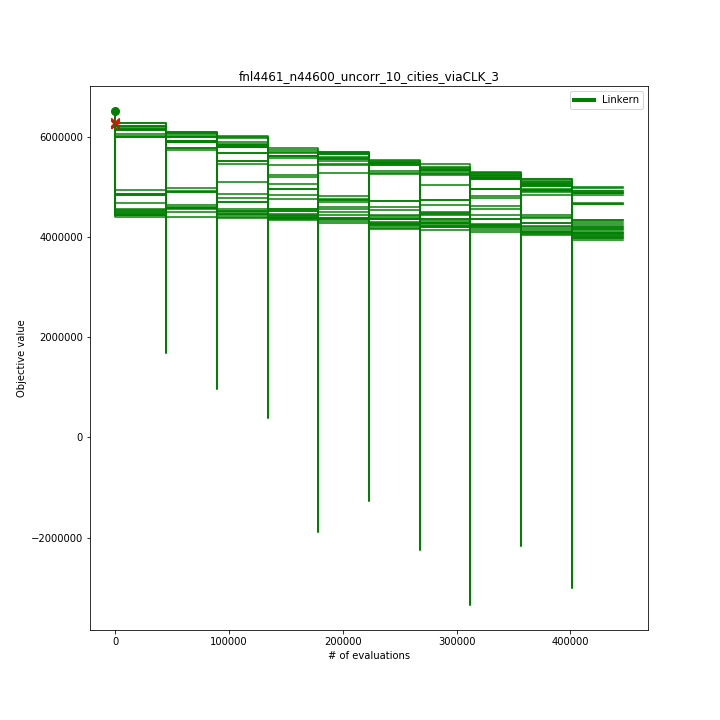 fnl4461_n44600_uncorr_10_cities_viaCLK_3
Linkern
6000000
4000000
2000000
0
−2000000
Objective value
0 100000 200000 300000 400000
# of evaluations